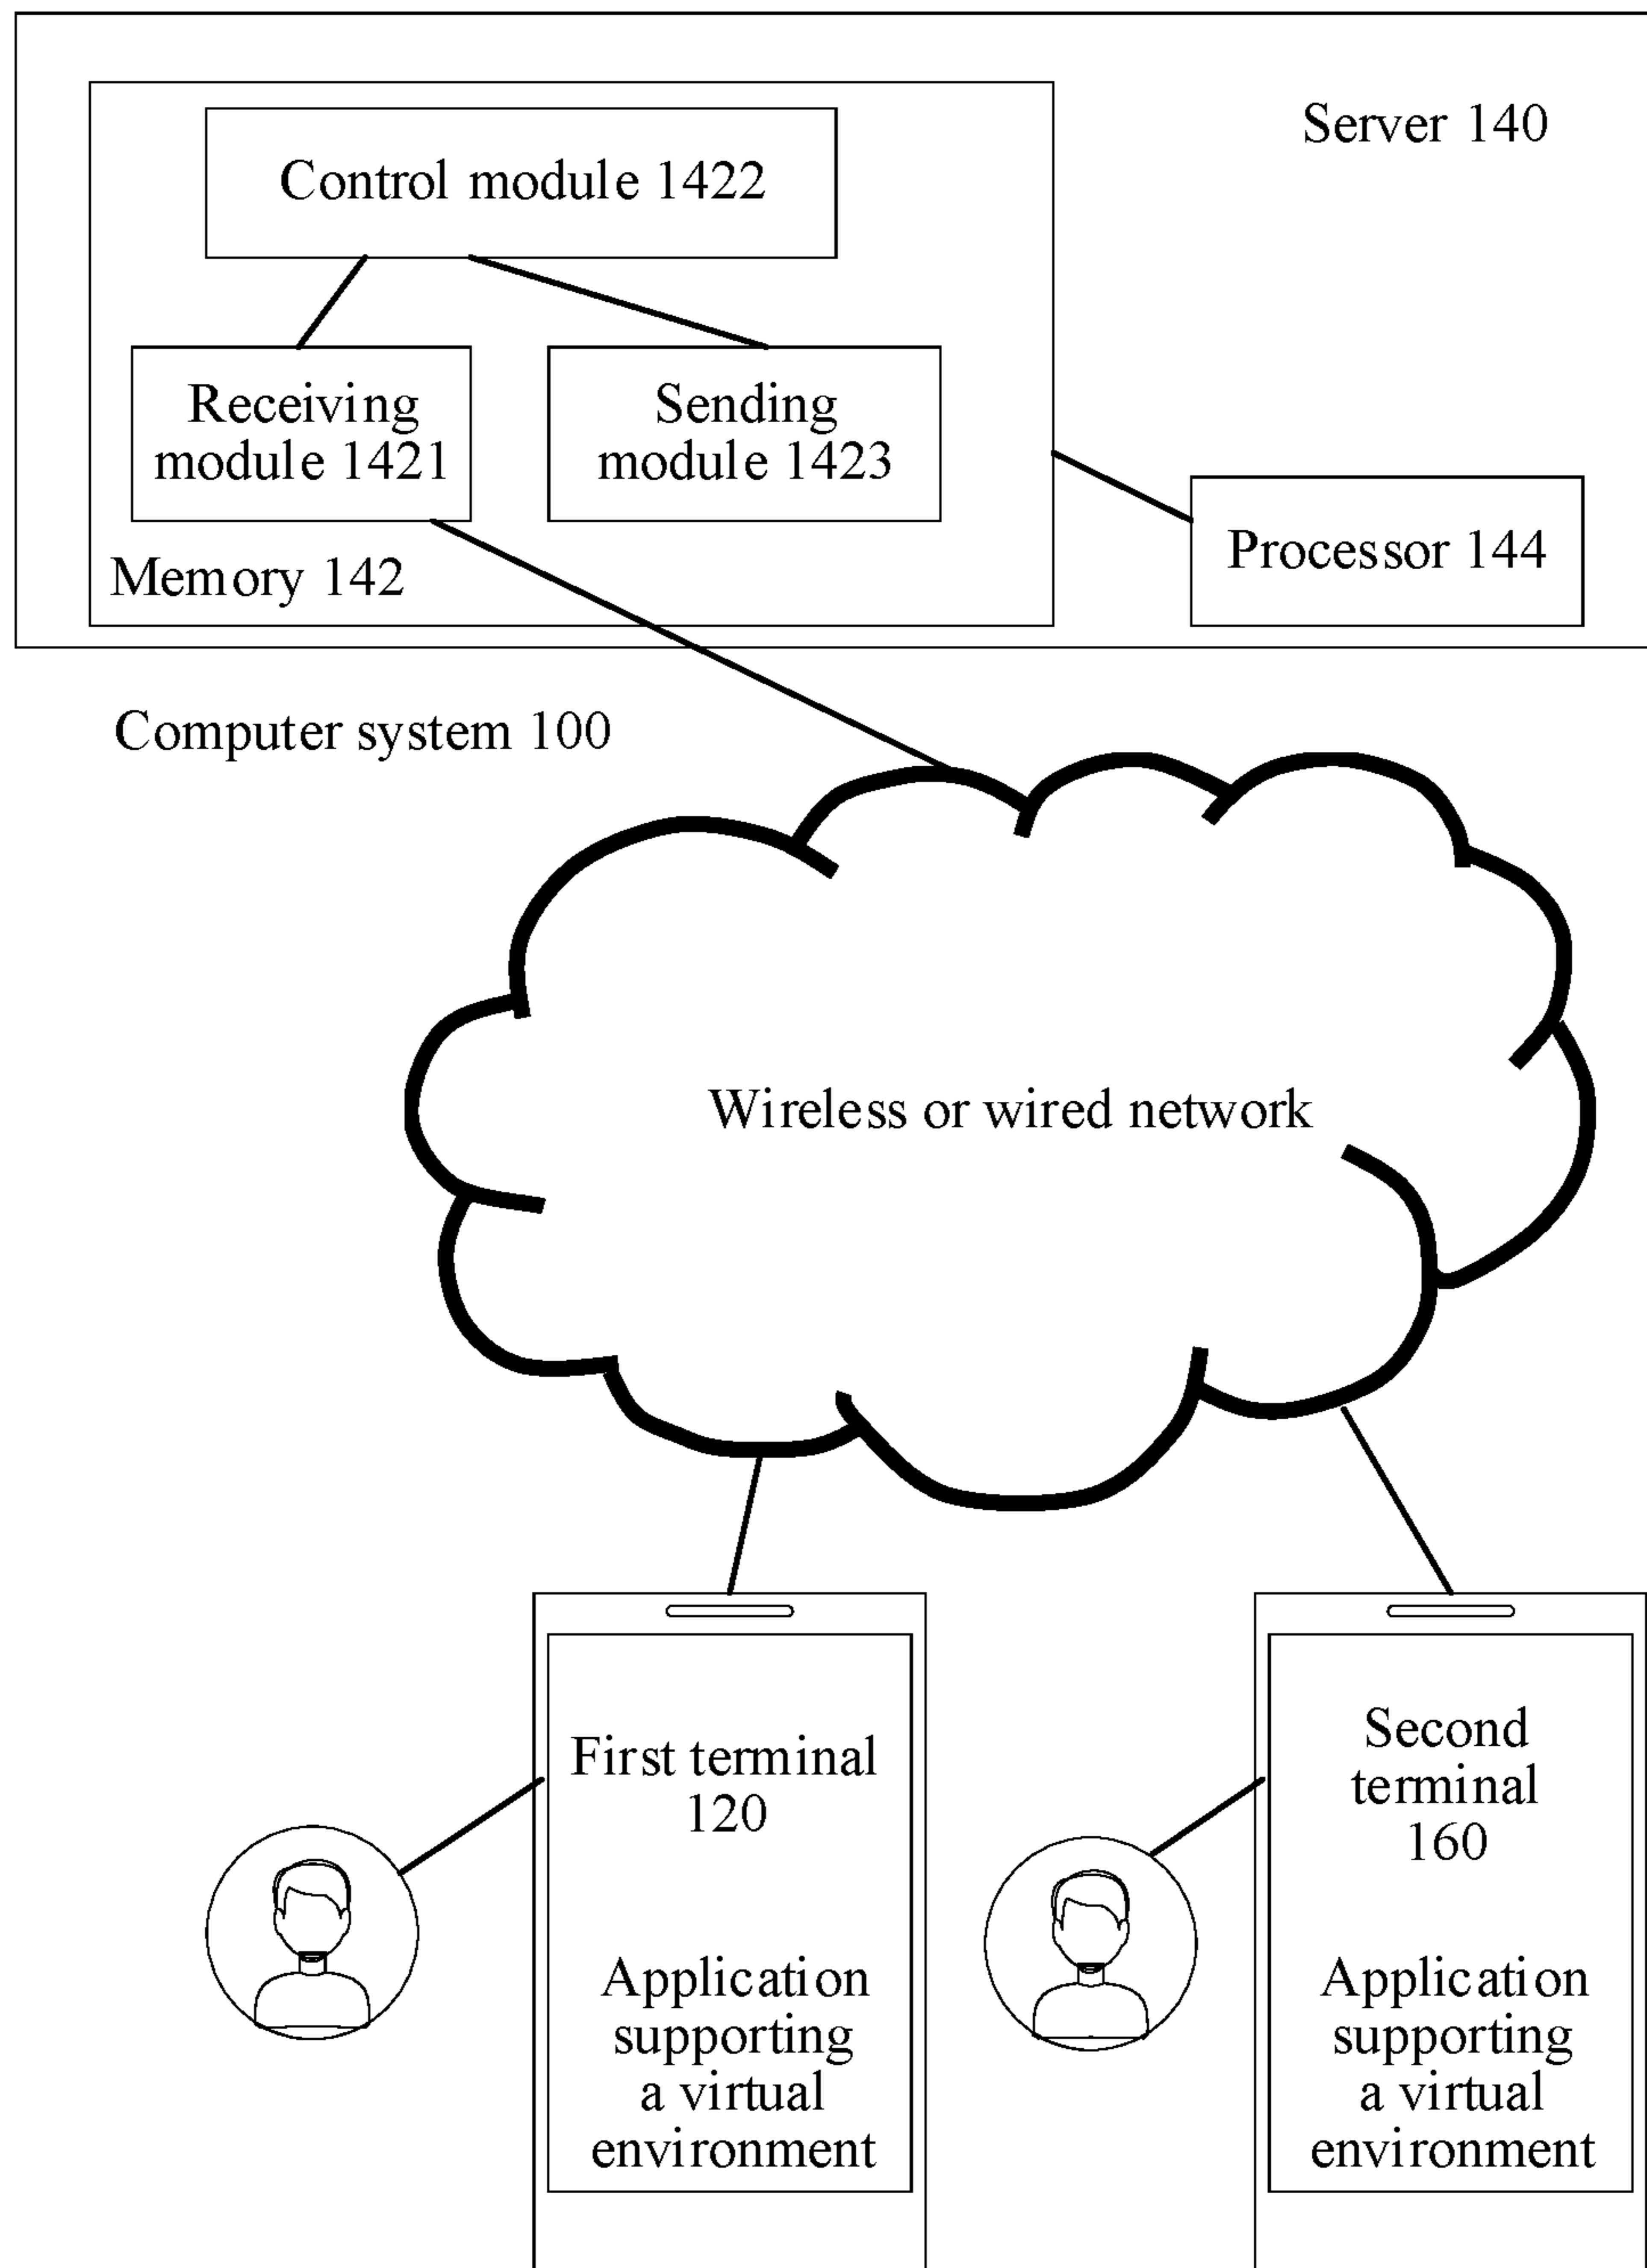 Server 140
Control module 1422
Receiving
module 1421
Sending
module 1423
Processor 144
Memory 142
Computer system 100
Wireless or wired network
First terminal
120
Application
supporting
a virtual
environment
Second
terminal
160
Application
supporting
a virtual
environment